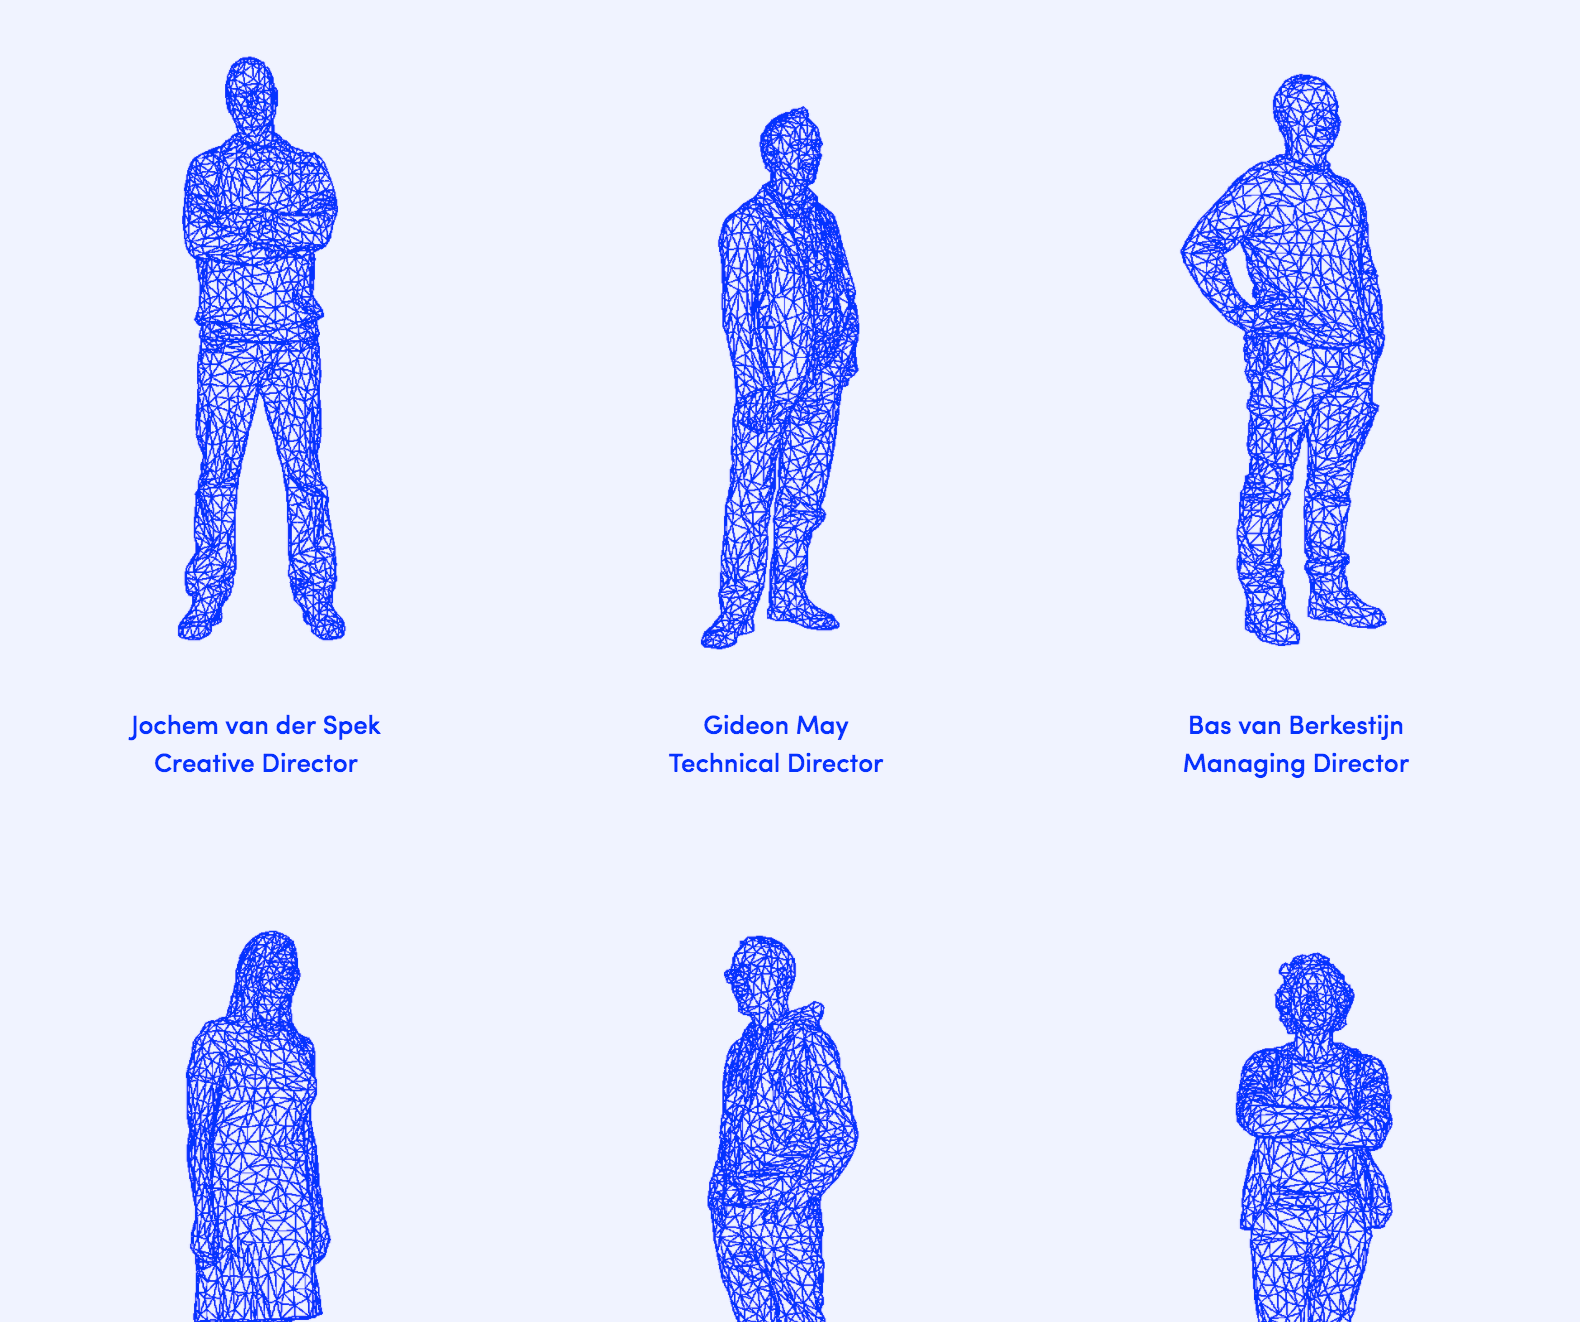 Jochem van der Spek
Creative Director
Gideon May
Technical Director
Bas van Berkestijn
Managing Director